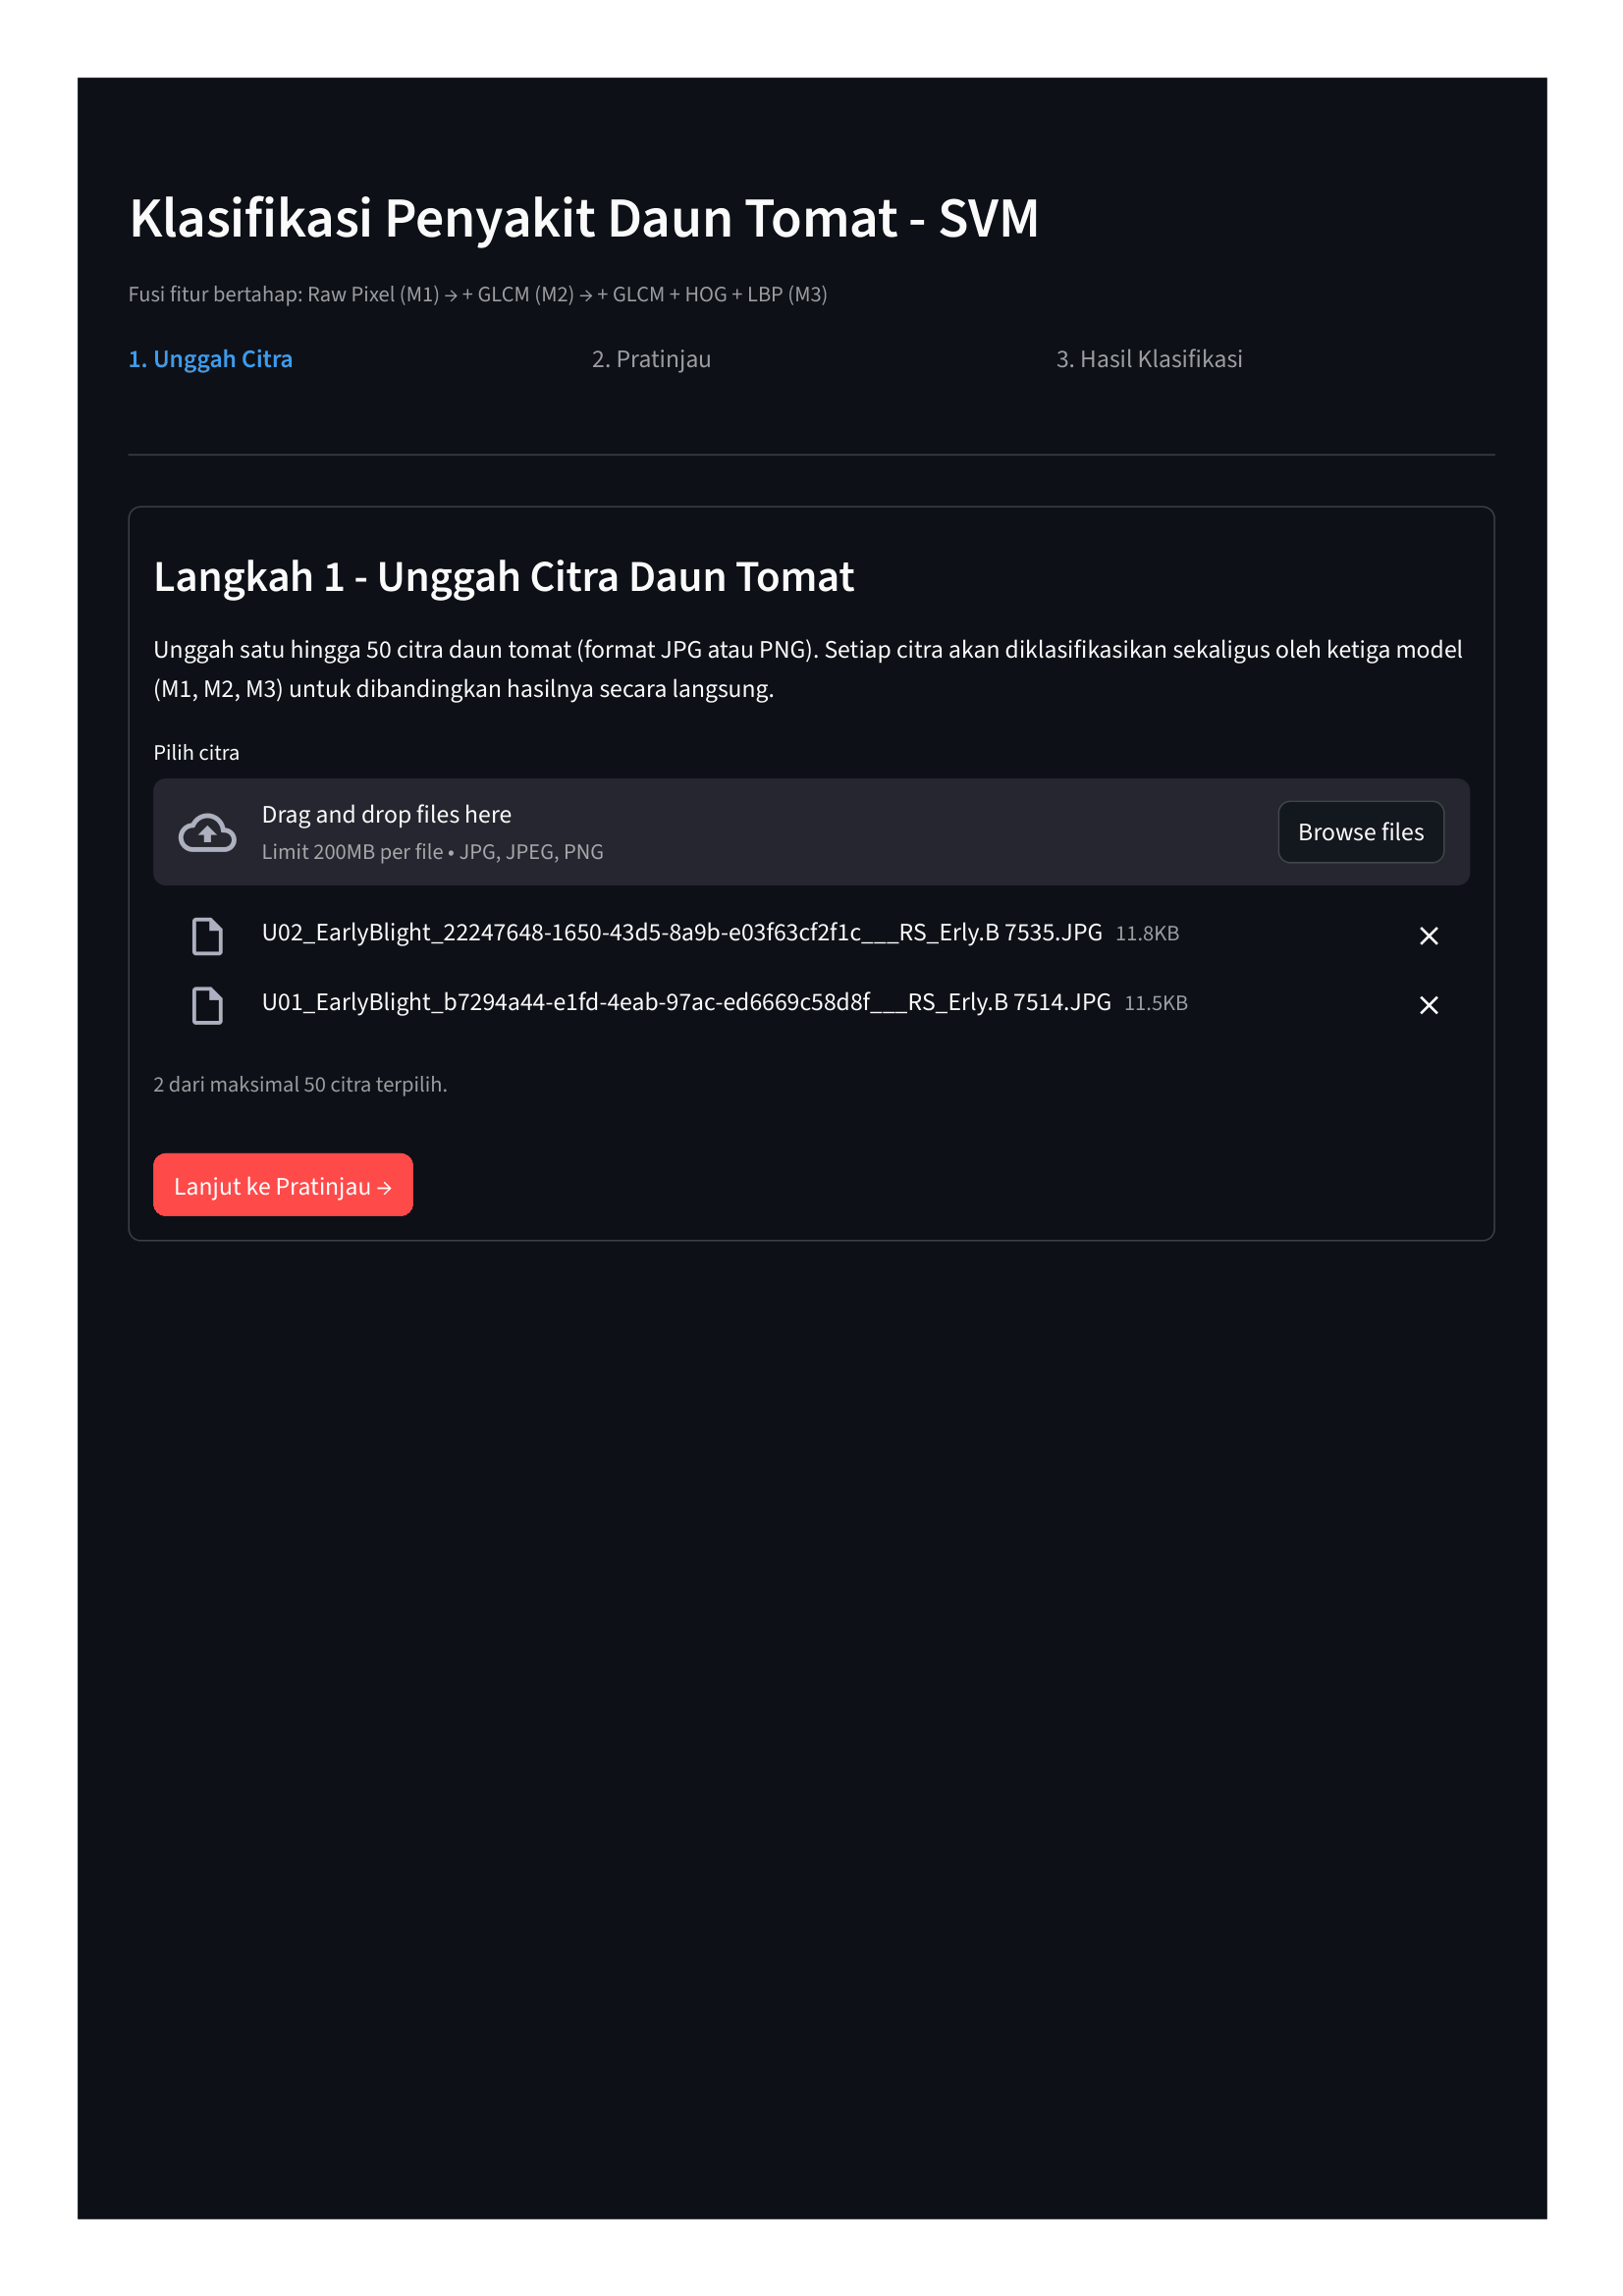 Klasifikasi Penyakit Daun Tomat - SVM
Fusi fitur bertahap: Raw Pixel (M1) → + GLCM (M2) → + GLCM + HOG + LBP (M3)
1. Unggah Citra
2. Pratinjau
3. Hasil Klasifikasi
Langkah 1 - Unggah Citra Daun Tomat
Unggah satu hingga 50 citra daun tomat (format JPG atau PNG). Setiap citra akan diklasifikasikan sekaligus oleh ketiga model
(M1, M2, M3) untuk dibandingkan hasilnya secara langsung.
Pilih citra
Drag and drop files here
Limit 200MB per file • JPG, JPEG, PNG
Browse files
U02_EarlyBlight_22247648-1650-43d5-8a9b-e03f63cf2f1c___RS_Erly.B 7535.JPG 11.8KB
U01_EarlyBlight_b7294a44-e1fd-4eab-97ac-ed6669c58d8f___RS_Erly.B 7514.JPG 11.5KB
2 dari maksimal 50 citra terpilih.
Lanjut ke Pratinjau →